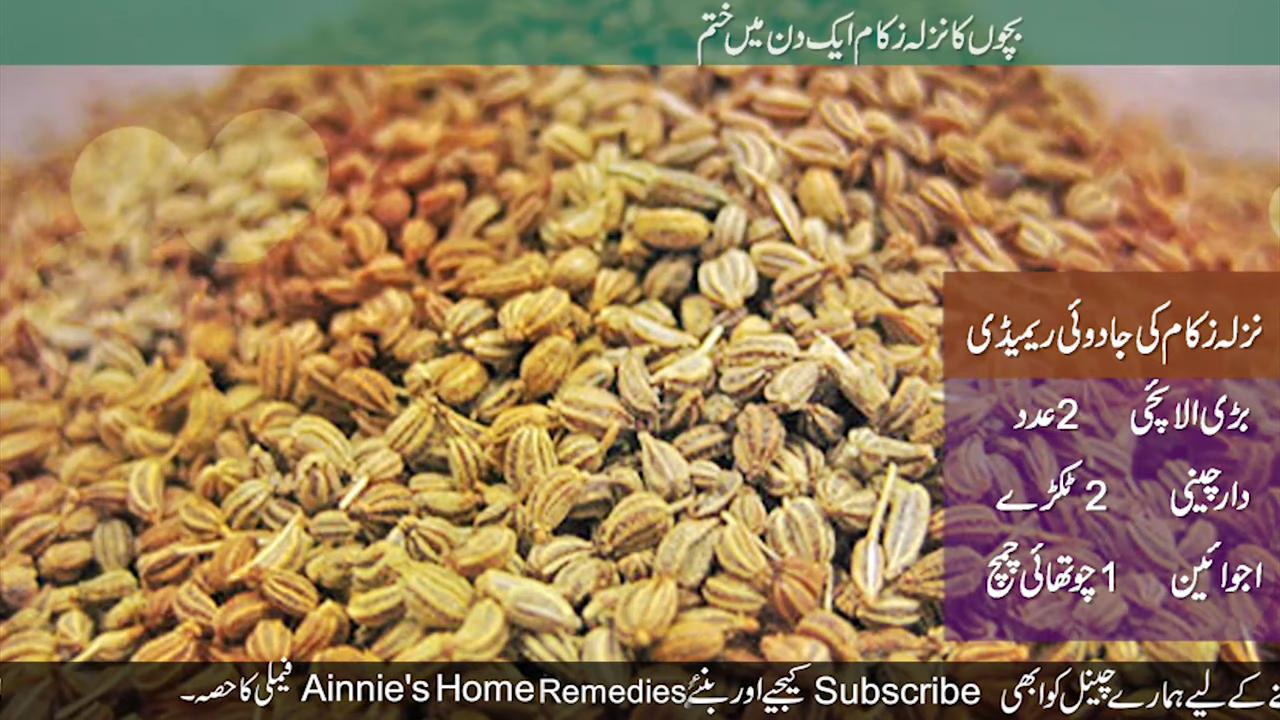 بچوں کا نزلہ زکام ایک دن میں ختم
نزلہ زکام کی جادوئی ریمیڈی
بڑی الائچی 2 عدد
دار چینی 2 ٹکڑے
اجوائین 1 چوتھائی چمچ
کے لیے ہمارے چینل کو ابھی Subscribe کیجیے اور بنئے Ainnie's Home Remedies فیملی کا حصہ۔